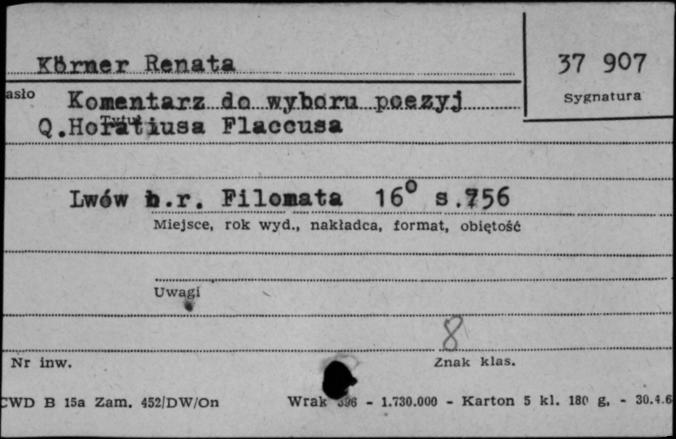 Körner Renata
37 907
Sygnatura
asło
Komentarz do wyboru poezyj
Tytuł
Q.Horatiusa Flaccusa
Lwów b.r. Filomata 16° s.756
Miejsce, rok wyd., nakładca, format, objętość
Uwagi
8
Nr inw.
Znak klas.
CWD B 15a Zam. 452/DW/On
Wrak 396 - 1.730.000 - Karton 5 kl. 180 g. - 30.4.6